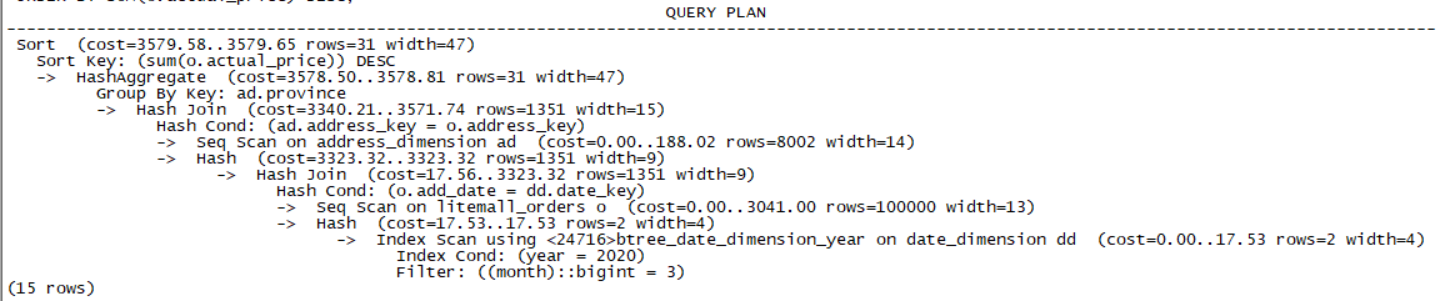 QUERY PLAN
Sort  (cost=3579.58..3579.65 rows=31 width=47)
Sort Key: (sum(o.actual_price)) DESC
->  HashAggregate  (cost=3578.50..3578.81 rows=31 width=47)
Group By Key: ad.province
->  Hash Join  (cost=3340.21..3571.74 rows=1351 width=15)
Hash Cond: (ad.address_key = o.address_key)
->  Seq Scan on address_dimension ad  (cost=0.00..188.02 rows=8002 width=14)
->  Hash  (cost=3323.32..3323.32 rows=1351 width=9)
->  Hash Join  (cost=17.56..3323.32 rows=1351 width=9)
Hash Cond: (o.add_date = dd.date_key)
->  Seq Scan on litemall_orders o  (cost=0.00..3041.00 rows=100000 width=13)
->  Hash  (cost=17.53..17.53 rows=2 width=4)
->  Index Scan using <24716>btree_date_dimension_year on date_dimension dd  (cost=0.00..17.53 rows=2 width=4)
Index Cond: (year = 2020)
Filter: ((month)::bigint = 3)
(15 rows)